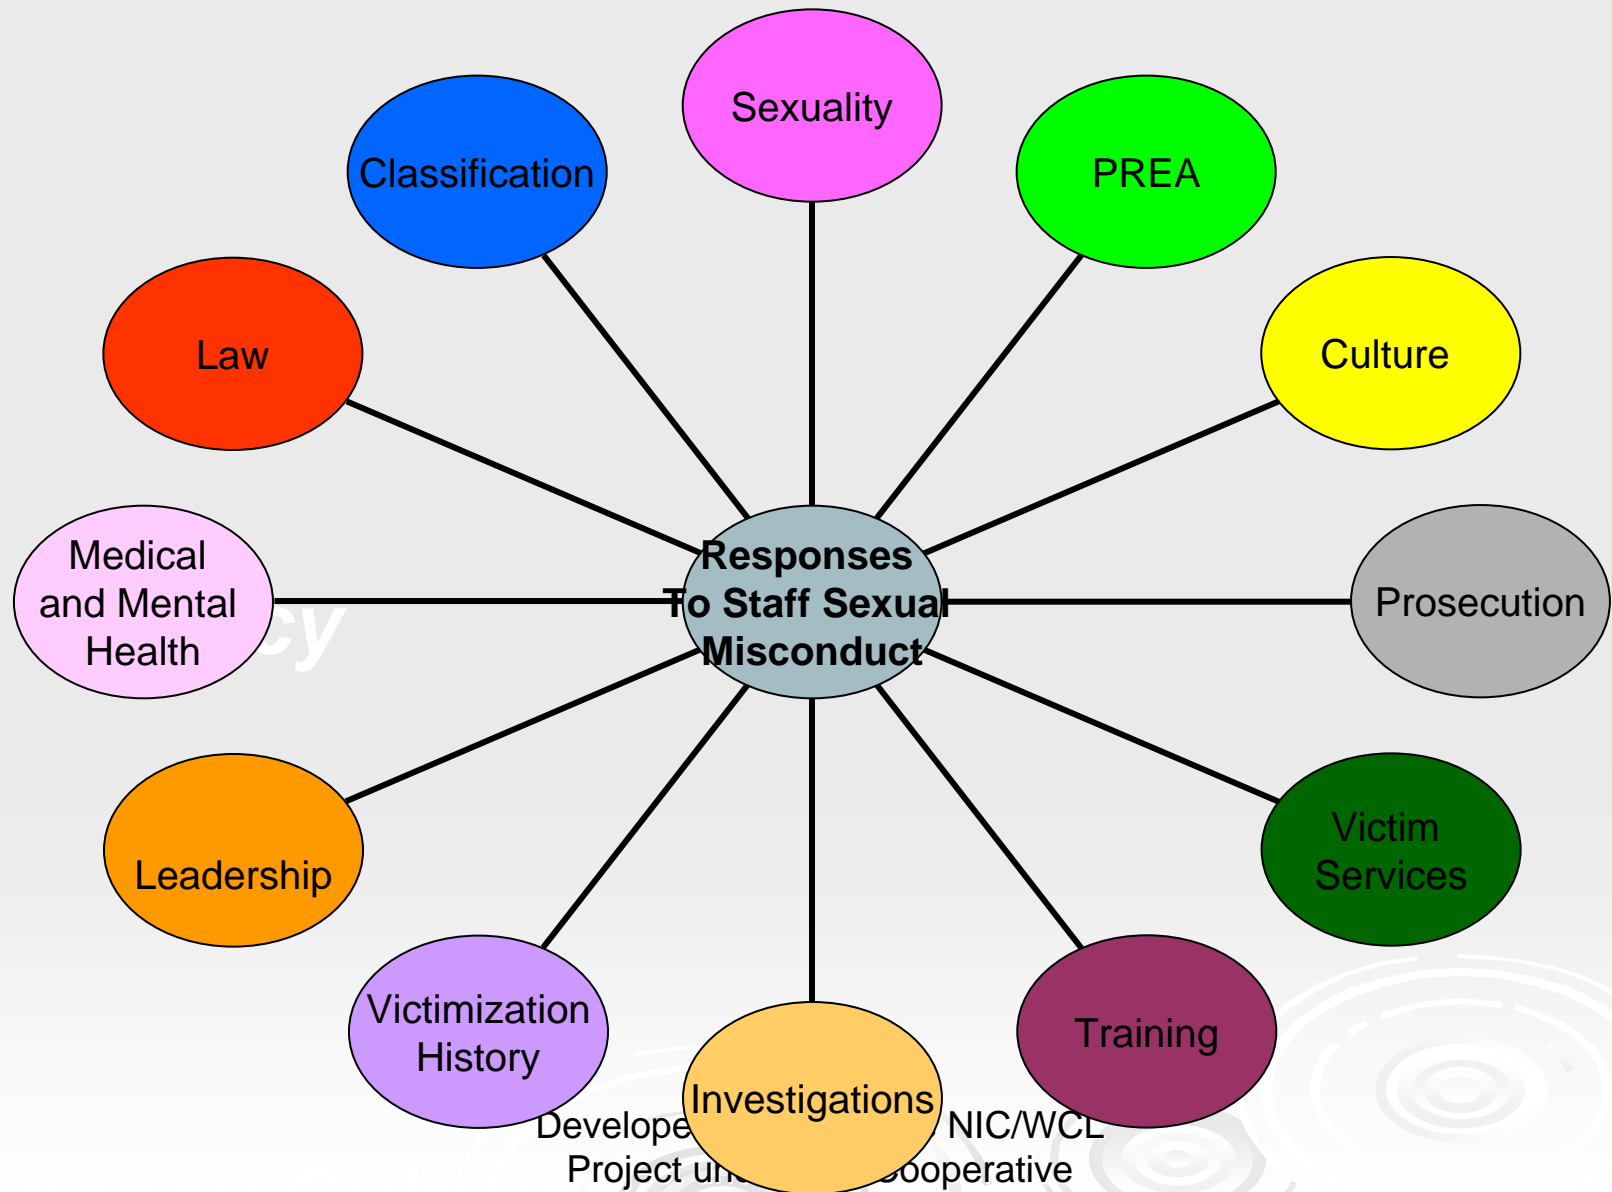 Sexuality
Classification
PREA
Law
Culture
Medical
and Mental
Health
Responses
To Staff Sexual
Misconduct
Prosecution
Leadership
Victim
Services
Victimization
History
Training
Investigations
NIC/WCL
Project